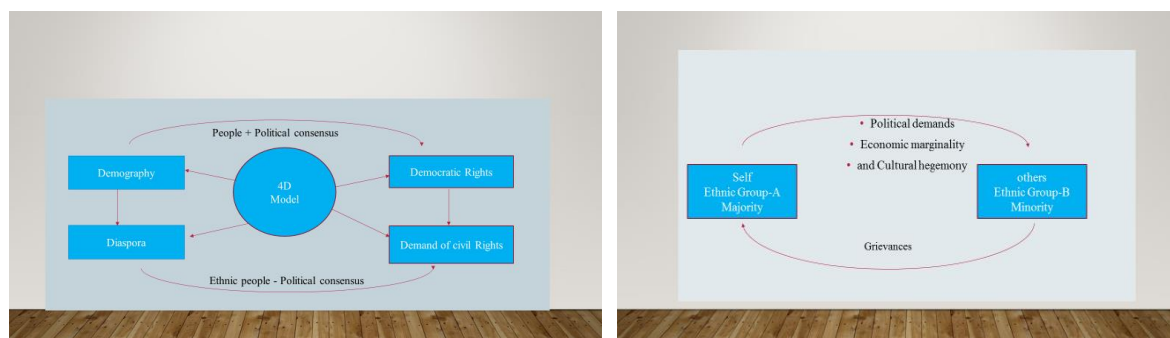 People + Political consensus
Demography
4D
Model
Democratic Rights
Diaspora
Demand of civil Rights
Ethnic people - Political consensus
• Political demands
• Economic marginality
• and Cultural hegemony
Self
Ethnic Group-A
Majority
others
Ethnic Group-B
Minority
Grievances